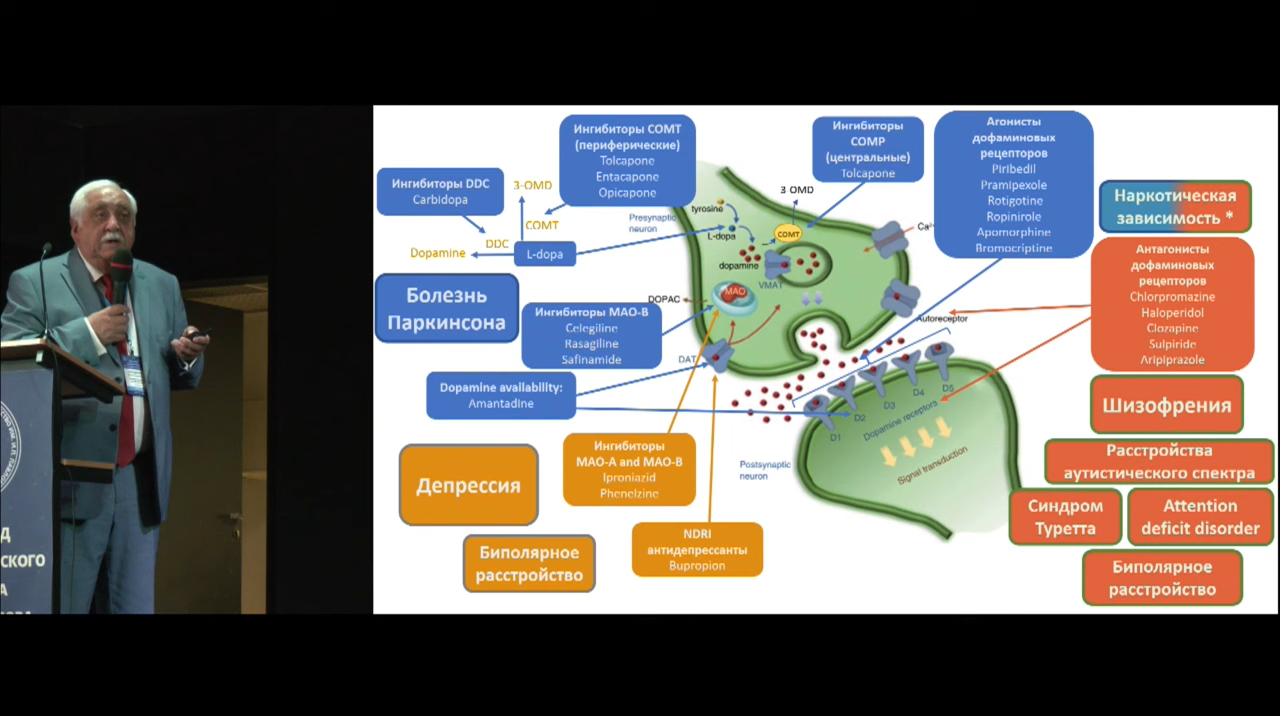 Ингибиторы COMT
(периферические)
Tolcapone
Entacapone
Opicapone
Ингибиторы
COMP
(центральные)
Tolcapone
Агонисты
дофаминовых
рецепторов
Piribedil
Pramipexole
Rotigotine
Ropinirole
Apomorphine
Bromocriptine
Ингибиторы DDC
Carbidopa
3-OMD
COMT
DDC
Dopamine
L-dopa
Presynaptic
neuron
tyrosine
L-dopa
dopamine
3 OMD
COMT
VMAT
Ca
DOPAC
MAO
DAT
Autoreceptor
Наркотическая
зависимость *
Антагонисты
дофаминовых
рецепторов
Chlorpromazine
Haloperidol
Clozapine
Sulpiride
Aripiprazole
Болезнь
Паркинсона
Ингибиторы MAO-B
Celegiline
Rasagiline
Safinamide
Dopamine availability:
Amantadine
D1
D2
D3
D4
D5
Dopamine receptors
Signal transduction
Postsynaptic
neuron
Шизофрения
Расстройства
аутистического спектра
Синдром
Туретта
Attention
deficit disorder
Биполярное
расстройство
Депрессия
Ингибиторы
MAO-A and MAO-B
Iproniazid
Phenelzine
NDRI
антидепрессанты
Bupropion
Биполярное
расстройство